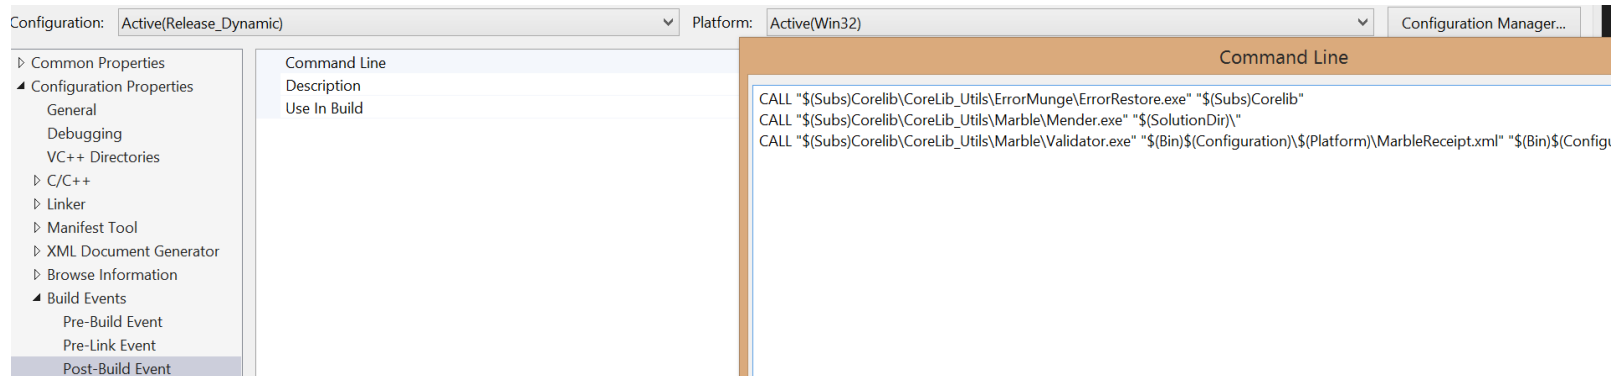 Configuration: Active(Release_Dynamic) Platform: Active(Win32) Configuration Manager...
Common Properties
Configuration Properties
General
Debugging
VC++ Directories
C/C++
Linker
Manifest Tool
XML Document Generator
Browse Information
Build Events
Pre-Build Event
Pre-Link Event
Post-Build Event
Command Line
Description
Use In Build
Command Line
CALL "$(Subs)Corelib\CoreLib_Utils\ErrorMunge\ErrorRestore.exe" "$(Subs)Corelib"
CALL "$(Subs)Corelib\CoreLib_Utils\Marble\Mender.exe" "$(SolutionDir)\"
CALL "$(Subs)Corelib\CoreLib_Utils\Marble\Validator.exe" "$(Bin)$(Configuration)\$(Platform)\MarbleReceipt.xml" "$(Bin)$(Config